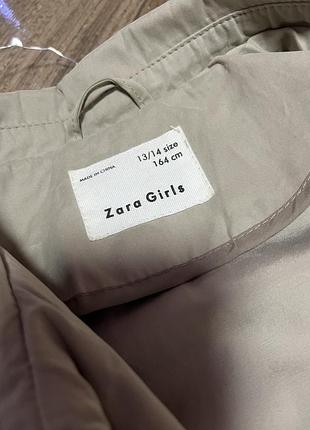 13/14 size
164 cm
MADE IN CHINA
Zara Girls